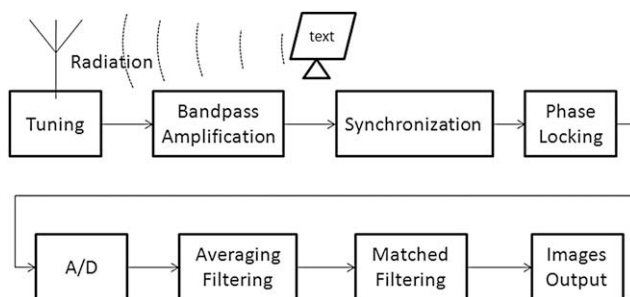 text
Radiation
Tuning
Bandpass
Amplification
Synchronization
Phase
Locking
A/D
Averaging
Filtering
Matched
Filtering
Images
Output